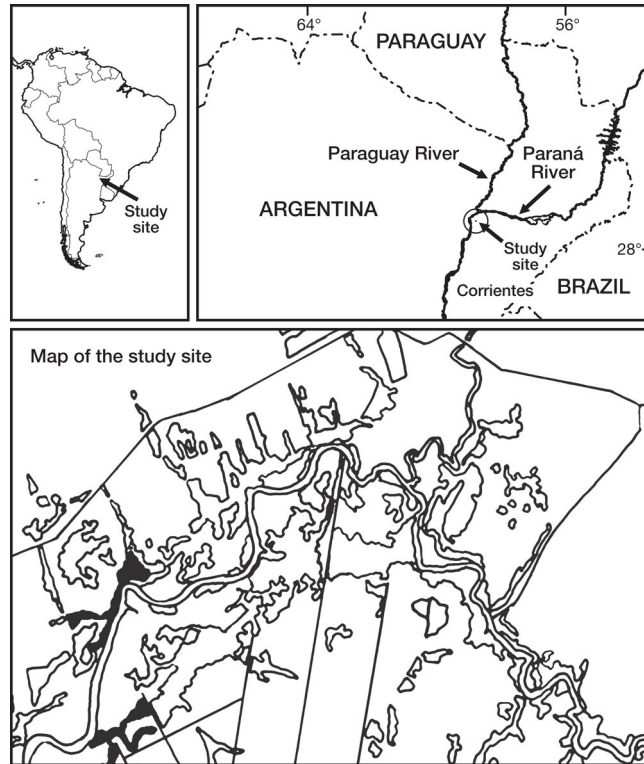 Study
site
64°
56°
PARAGUAY
Paraguay River
Paraná
River
ARGENTINA
Study
site
28°
Corrientes
BRAZIL
Map of the study site